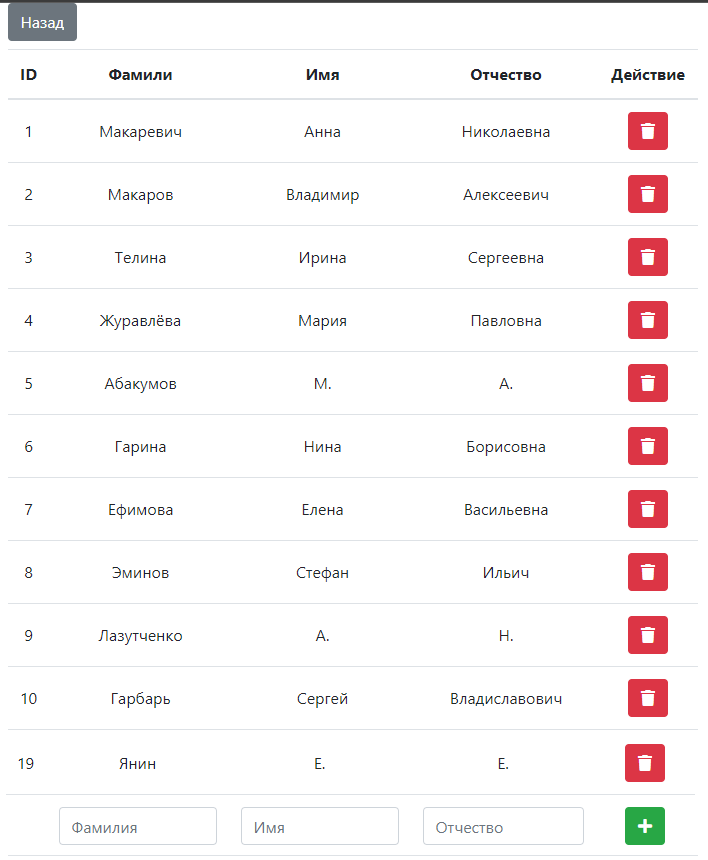 Назад
ID Фамили Имя Отчество Действие
1 Макаревич Анна Николаевна
2 Макаров Владимир Алексеевич
3 Телина Ирина Сергеевна
4 Журавлёва Мария Павловна
5 Абакумов М. А.
6 Гарина Нина Борисовна
7 Ефимова Елена Васильевна
8 Эминов Стефан Ильич
9 Лазутченко А. Н.
10 Гарбарь Сергей Владиславович
19 Янин Е. Е.
Фамилия Имя Отчество